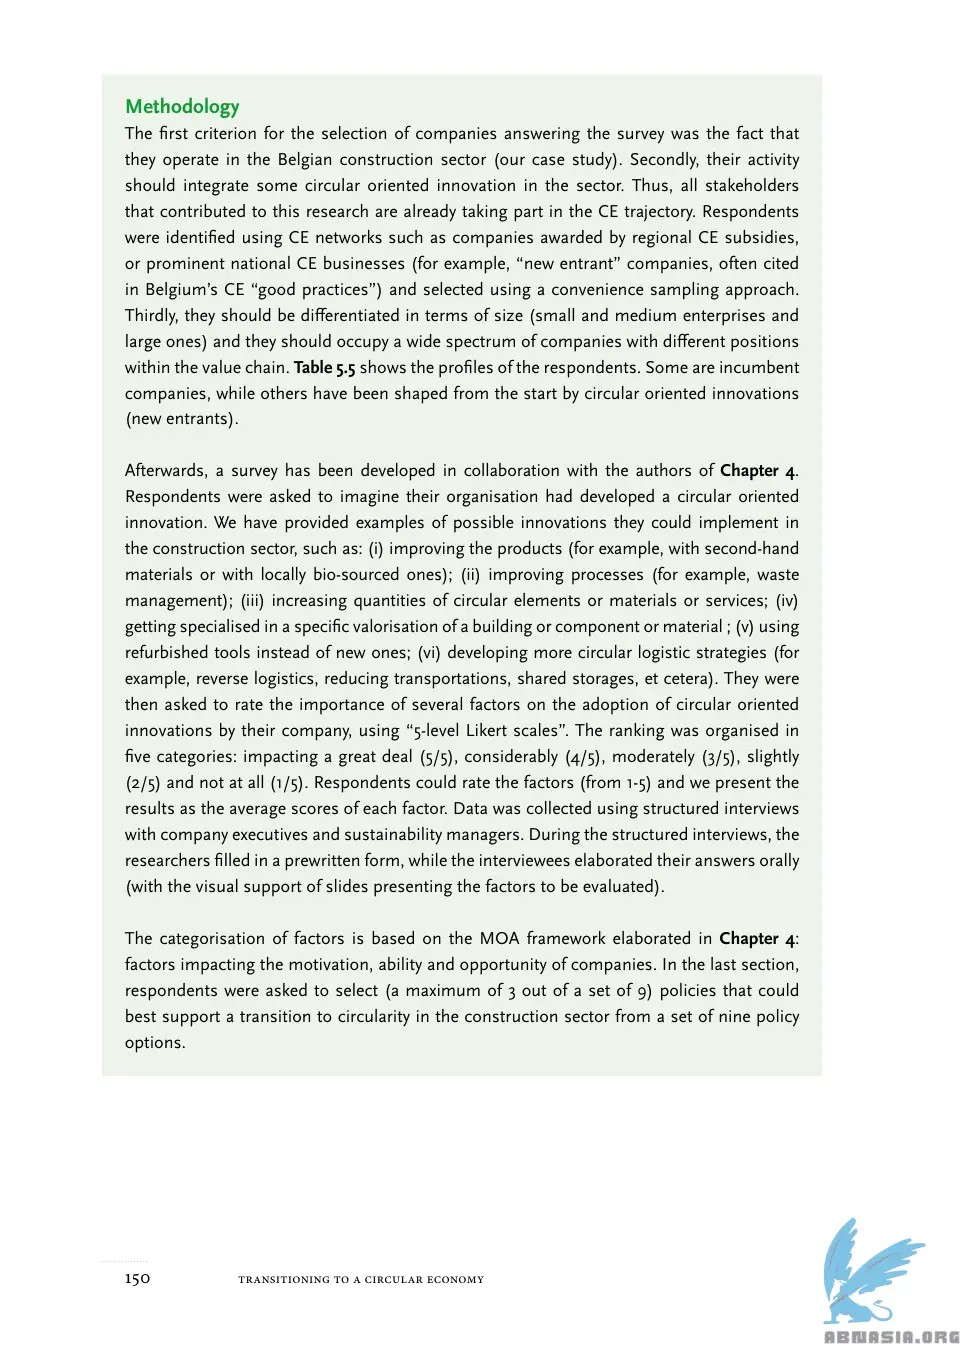 Methodology
The first criterion for the selection of companies answering the survey was the fact that
they operate in the Belgian construction sector (our case study). Secondly, their activity
should integrate some circular oriented innovation in the sector. Thus, all stakeholders
that contributed to this research are already taking part in the CE trajectory. Respondents
were identified using CE networks such as companies awarded by regional CE subsidies,
or prominent national CE businesses (for example, “new entrant” companies, often cited
in Belgium’s CE “good practices”) and selected using a convenience sampling approach.
Thirdly, they should be differentiated in terms of size (small and medium enterprises and
large ones) and they should occupy a wide spectrum of companies with different positions
within the value chain. Table 5.5 shows the profiles of the respondents. Some are incumbent
companies, while others have been shaped from the start by circular oriented innovations
(new entrants).
Afterwards, a survey has been developed in collaboration with the authors of Chapter 4.
Respondents were asked to imagine their organisation had developed a circular oriented
innovation. We have provided examples of possible innovations they could implement in
the construction sector, such as: (i) improving the products (for example, with second-hand
materials or with locally bio-sourced ones); (ii) improving processes (for example, waste
management); (iii) increasing quantities of circular elements or materials or services; (iv)
getting specialised in a specific valorisation of a building or component or material ; (v) using
refurbished tools instead of new ones; (vi) developing more circular logistic strategies (for
example, reverse logistics, reducing transportations, shared storages, et cetera). They were
then asked to rate the importance of several factors on the adoption of circular oriented
innovations by their company, using “5-level Likert scales”. The ranking was organised in
five categories: impacting a great deal (5/5), considerably (4/5), moderately (3/5), slightly
(2/5) and not at all (1/5). Respondents could rate the factors (from 1-5) and we present the
results as the average scores of each factor. Data was collected using structured interviews
with company executives and sustainability managers. During the structured interviews, the
researchers filled in a prewritten form, while the interviewees elaborated their answers orally
(with the visual support of slides presenting the factors to be evaluated).
The categorisation of factors is based on the MOA framework elaborated in Chapter 4:
factors impacting the motivation, ability and opportunity of companies. In the last section,
respondents were asked to select (a maximum of 3 out of a set of 9) policies that could
best support a transition to circularity in the construction sector from a set of nine policy
options.
150 TRANSITIONING TO A CIRCULAR ECONOMY
ABNASIA.ORG